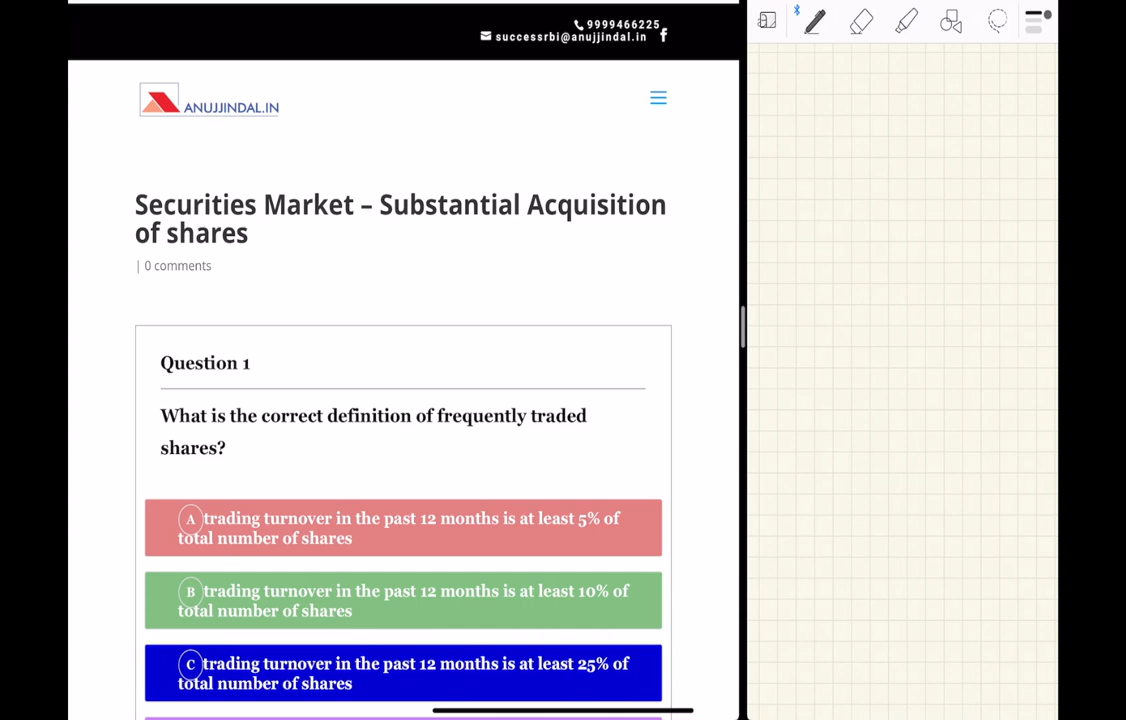 9999466225
successrbi@anujjindal.in
ANUJJINDAL.IN
Securities Market – Substantial Acquisition
of shares
| 0 comments
Question 1
What is the correct definition of frequently traded
shares?
A trading turnover in the past 12 months is at least 5% of
total number of shares
B trading turnover in the past 12 months is at least 10% of
total number of shares
C trading turnover in the past 12 months is at least 25% of
total number of shares